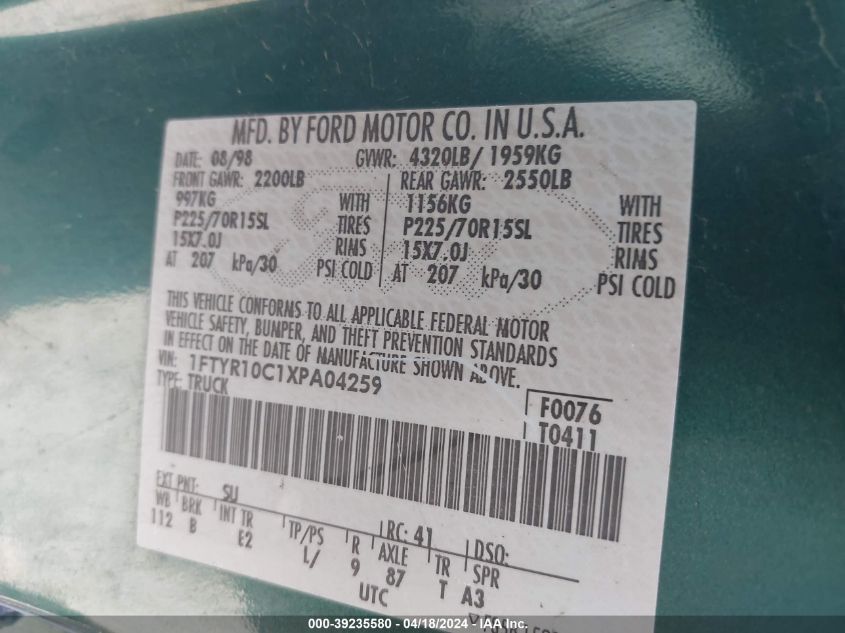 MFD. BY FORD MOTOR CO. IN U.S.A.
DATE: 08/98 GVWR: 4320LB/ 1959KG
FRONT GAWR: 2200LB REAR GAWR: 2550LB
997KG WITH 1156KG WITH
P225/70R15SL TIRES P225/70R15SL TIRES
15X7.0J RIMS 15X7.0J RIMS
AT 207 kPa/30 PSI COLD AT 207 kPa/30 PSI COLD
THIS VEHICLE CONFORMS TO ALL APPLICABLE FEDERAL MOTOR
VEHICLE SAFETY, BUMPER, AND THEFT PREVENTION STANDARDS
IN EFFECT ON THE DATE OF MANUFACTURE SHOWN ABOVE.
VIN: 1FTYR10C1XPA04259
TYPE: TRUCK
F0076
T0411
EXT PNT: SU RC: 41 DSO:
WB BRK INT TR TP/PS R AXLE TR SPR
112 B E2 L/ 9 87 T A3
UTC
000-39235580 - 04/18/2024 - IAAI.COM